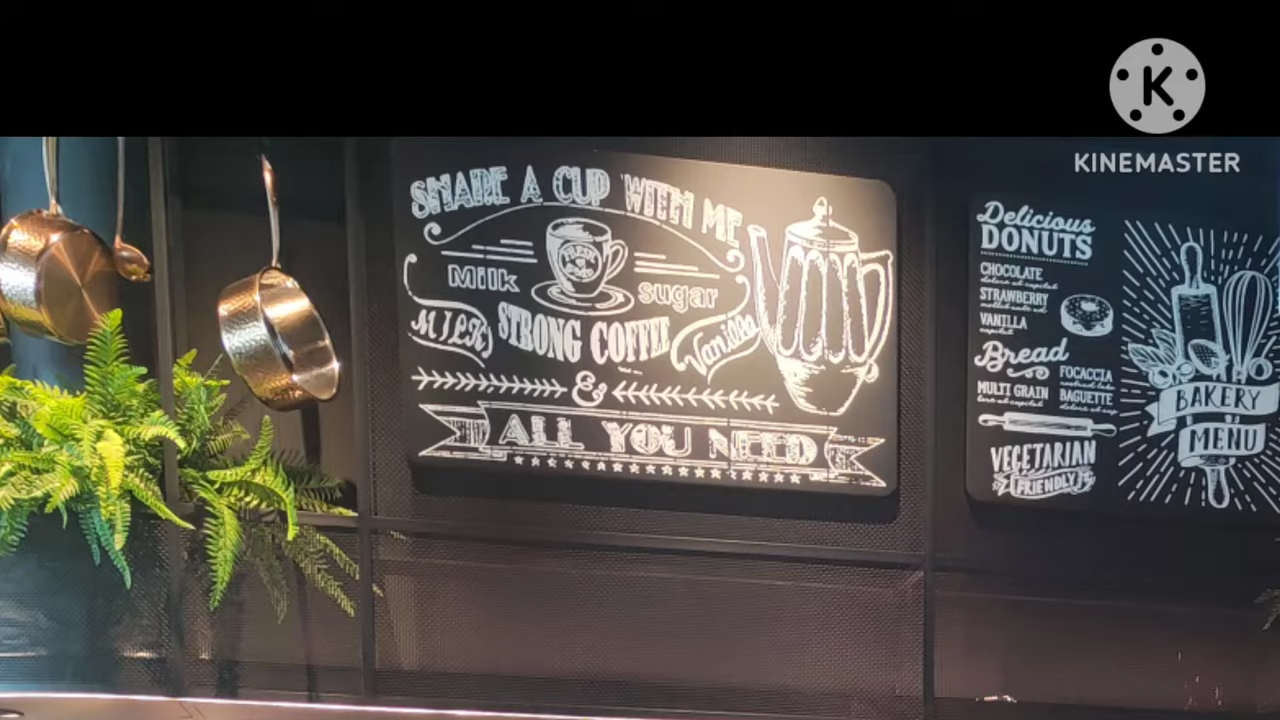 K
KINEMASTER
SHARE A CUP WITH ME
Milk
sugar
MILK
STRONG COFFEE
Vanilla
&
ALL YOU NEED
Delicious
DONUTS
CHOCOLATE
STRAWBERRY
VANILLA
Bread
FOCACCIA
MULTI GRAIN
BAGUETTE
VEGETARIAN
FRIENDLY
BAKERY
MENU